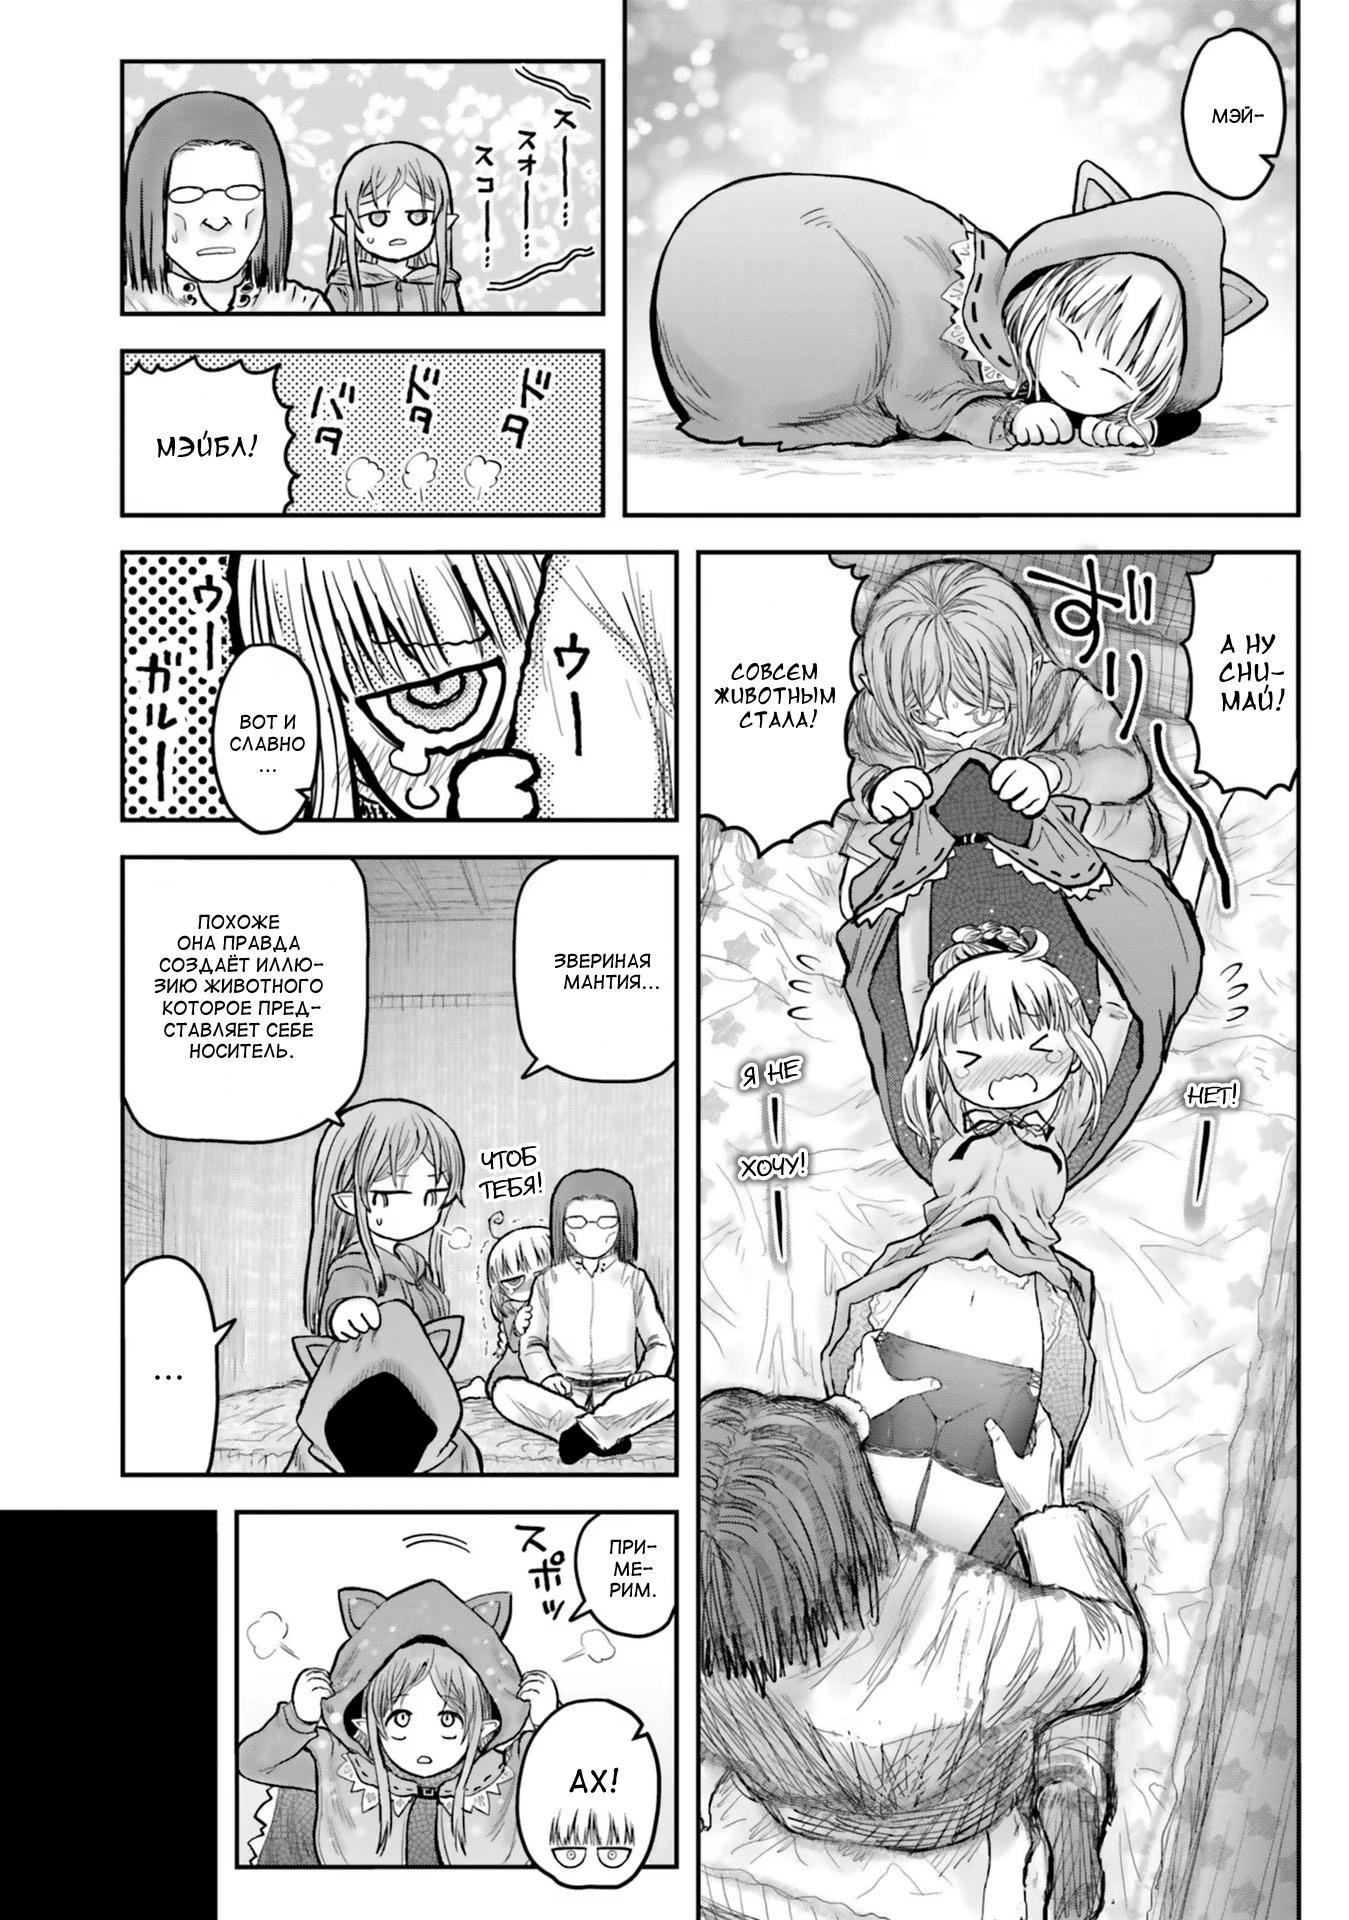 МЭЙ-
スー……
スオー……
スコー……
ドタ
ドタ
バタ
МЭЙБЛ!
А НУ
СНИ-
МАЙ!
ずりーっ
СОВСЕМ
ЖИВОТНЫМ
СТАЛА!
НЕТ!
Я НЕ
ХОЧУ!
ウー
ウー
ガルー
ВОТ И
СЛАВНО
...
ЗВЕРИНАЯ
МАНТИЯ...
ПОХОЖЕ
ОНА ПРАВДА
СОЗДАЁТ ИЛЛЮ-
ЗИЮ ЖИВОТНОГО
КОТОРОЕ ПРЕД-
СТАВЛЯЕТ СЕБЕ
НОСИТЕЛЬ.
ЧТОБ
ТЕБЯ!
...
ПРИ-
МЕ-
РИМ.
スポッ
АХ!